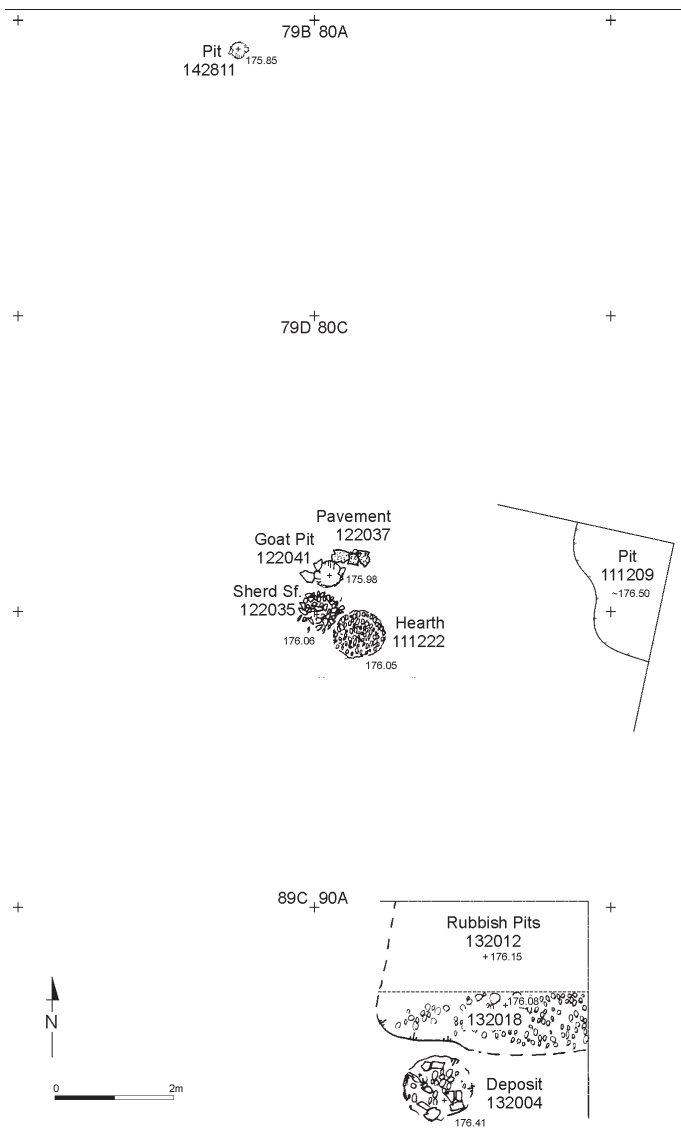 79B 80A
Pit
142811
175.85
79D 80C
Pavement
122037
Goat Pit
122041
175.98
Sherd Sf.
122035
176.06
Hearth
111222
176.05
Pit
111209
~176.50
89C 90A
Rubbish Pits
132012
+176.15
176.08
132018
Deposit
132004
176.41
N
0 2m